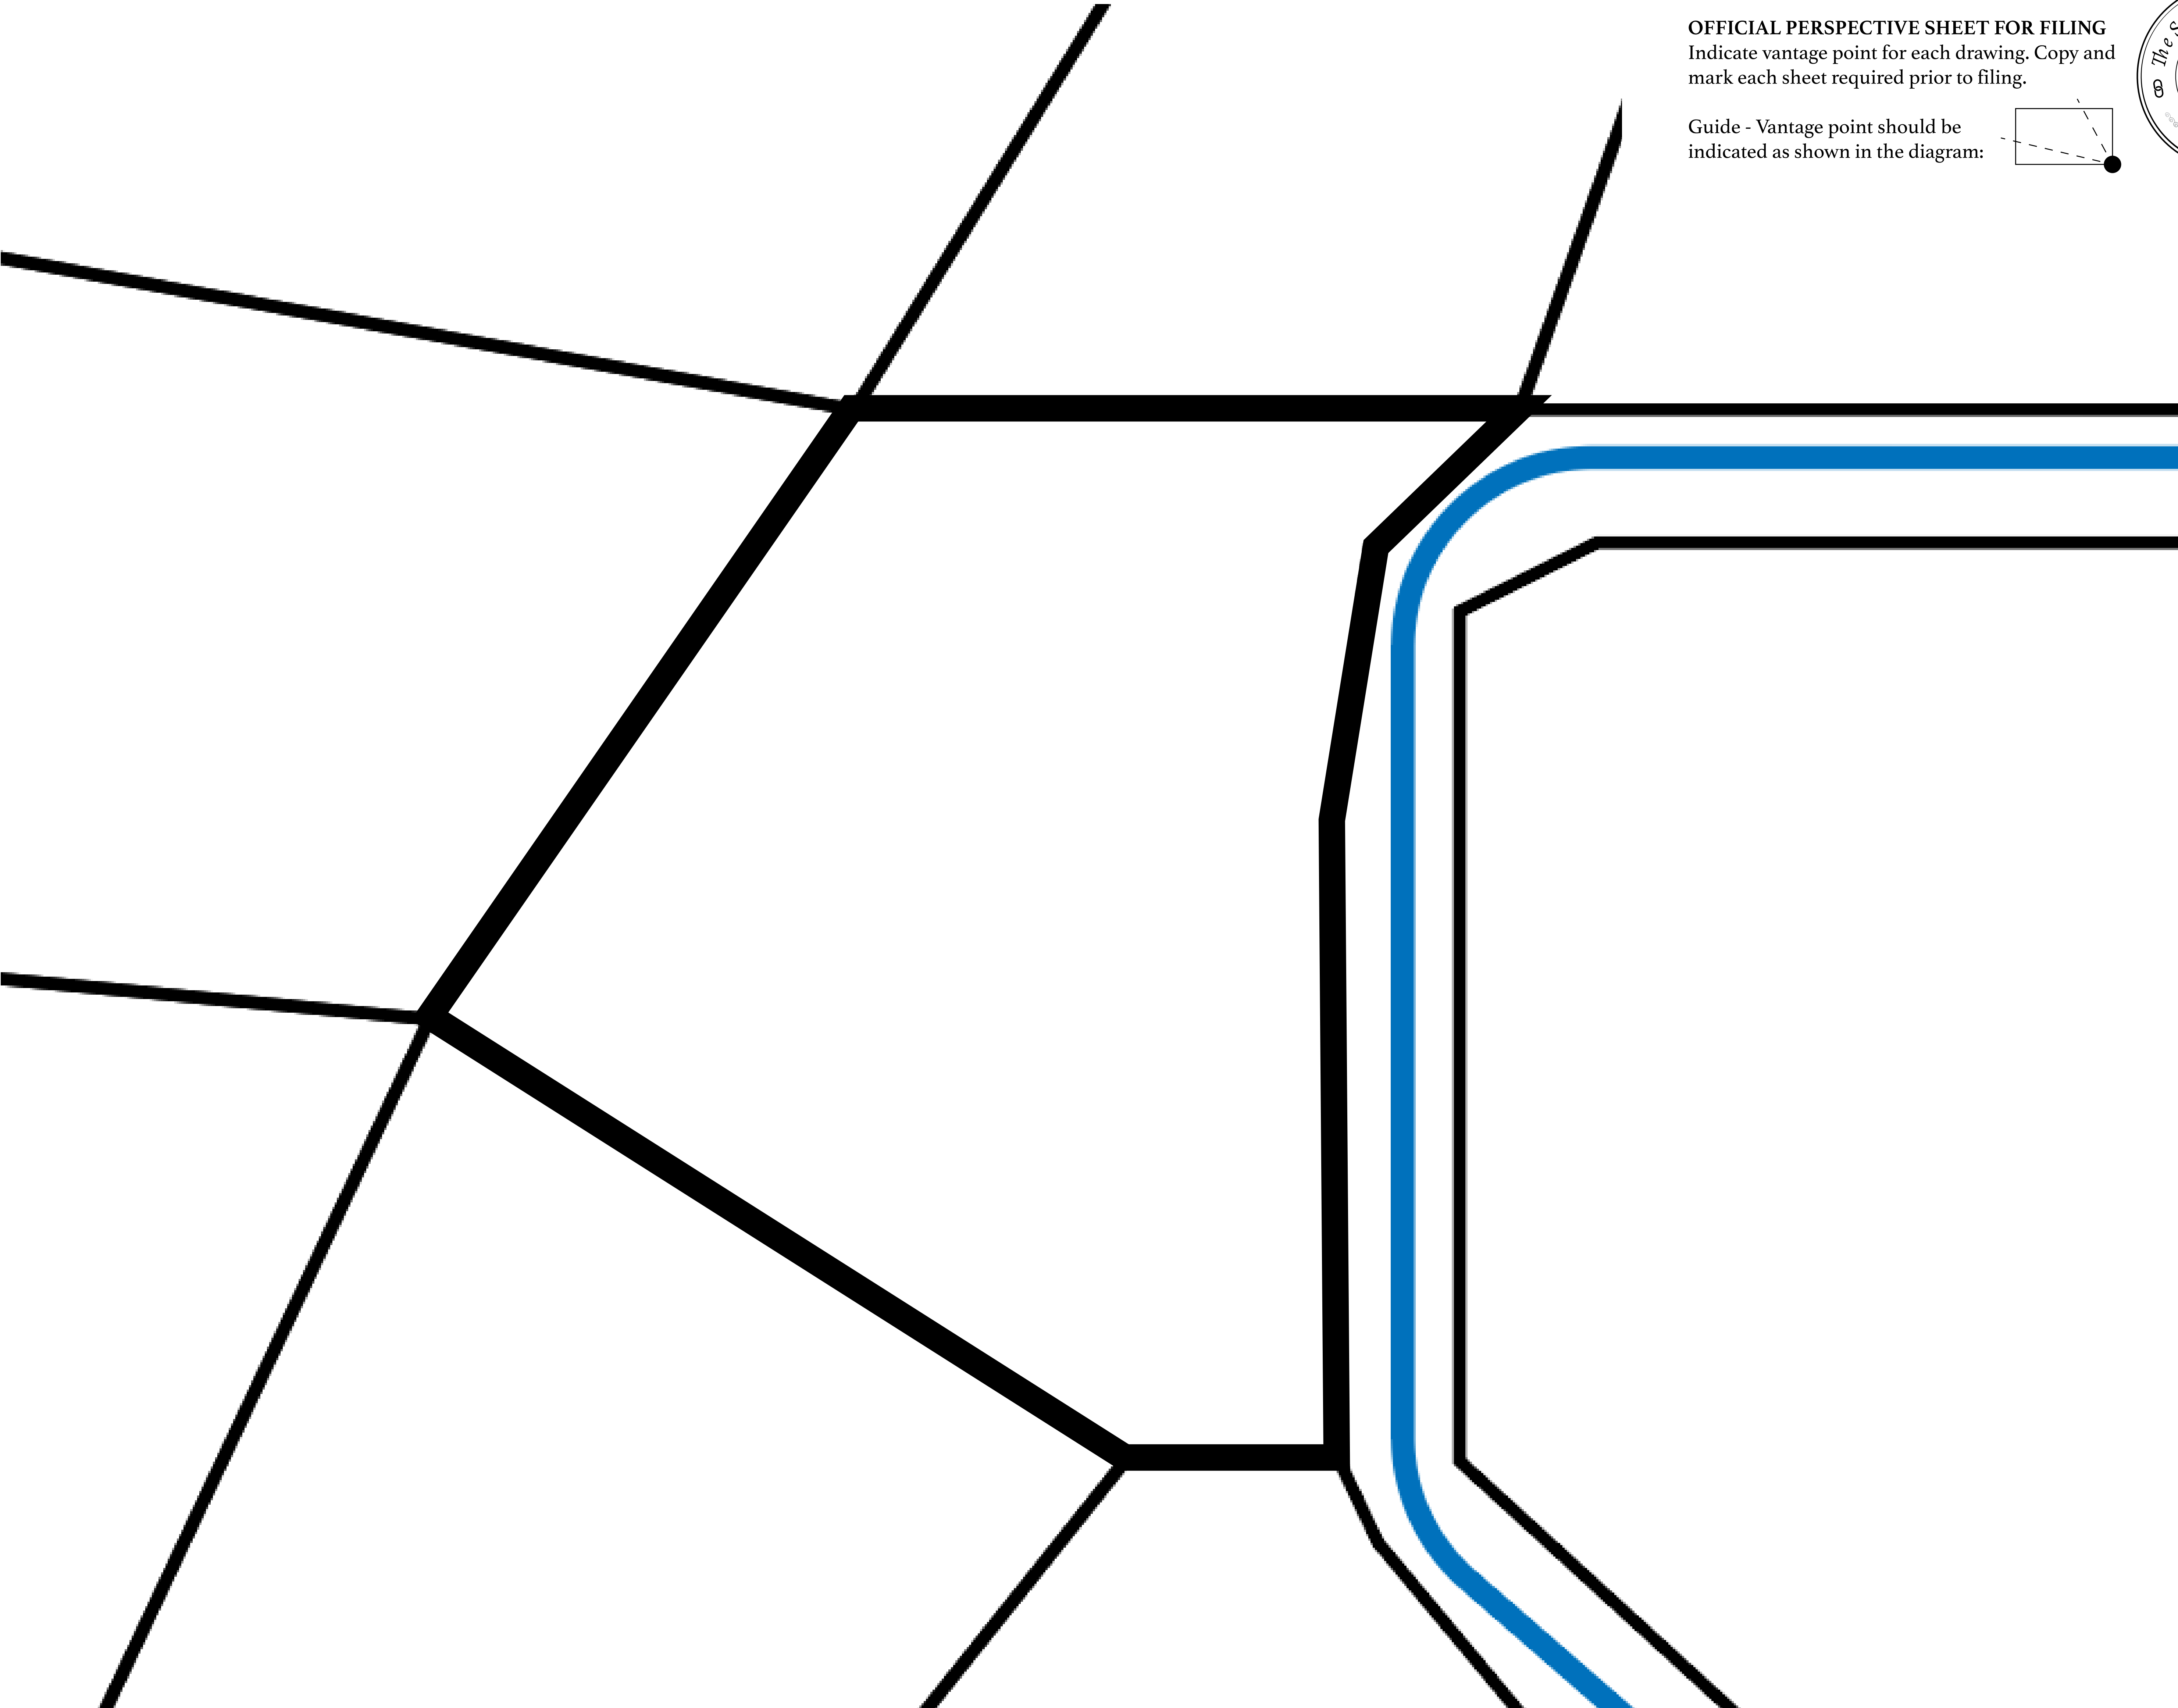 OFFICIAL PERSPECTIVE SHEET FOR FILING
Indicate vantage point for each drawing. Copy and
mark each sheet required prior to filing.
Guide - Vantage point should be
indicated as shown in the diagram:
The